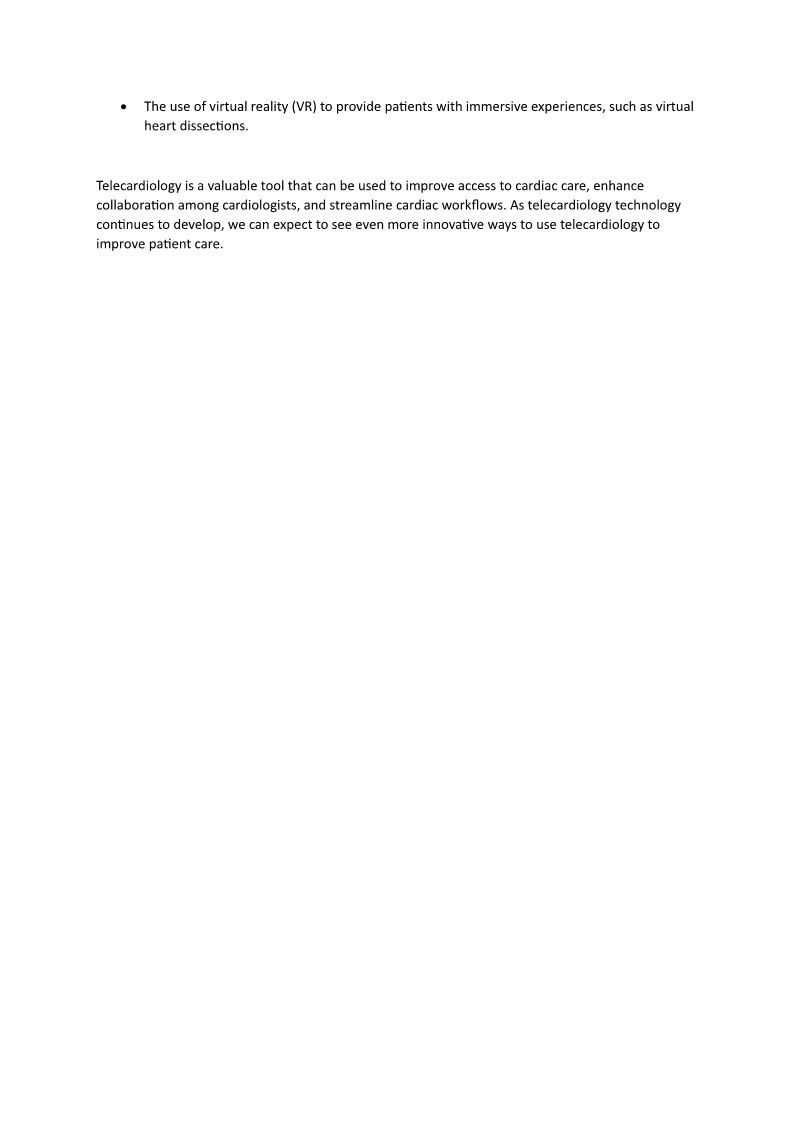 • The use of virtual reality (VR) to provide patients with immersive experiences, such as virtual
heart dissections.
Telecardiology is a valuable tool that can be used to improve access to cardiac care, enhance
collaboration among cardiologists, and streamline cardiac workflows. As telecardiology technology
continues to develop, we can expect to see even more innovative ways to use telecardiology to
improve patient care.